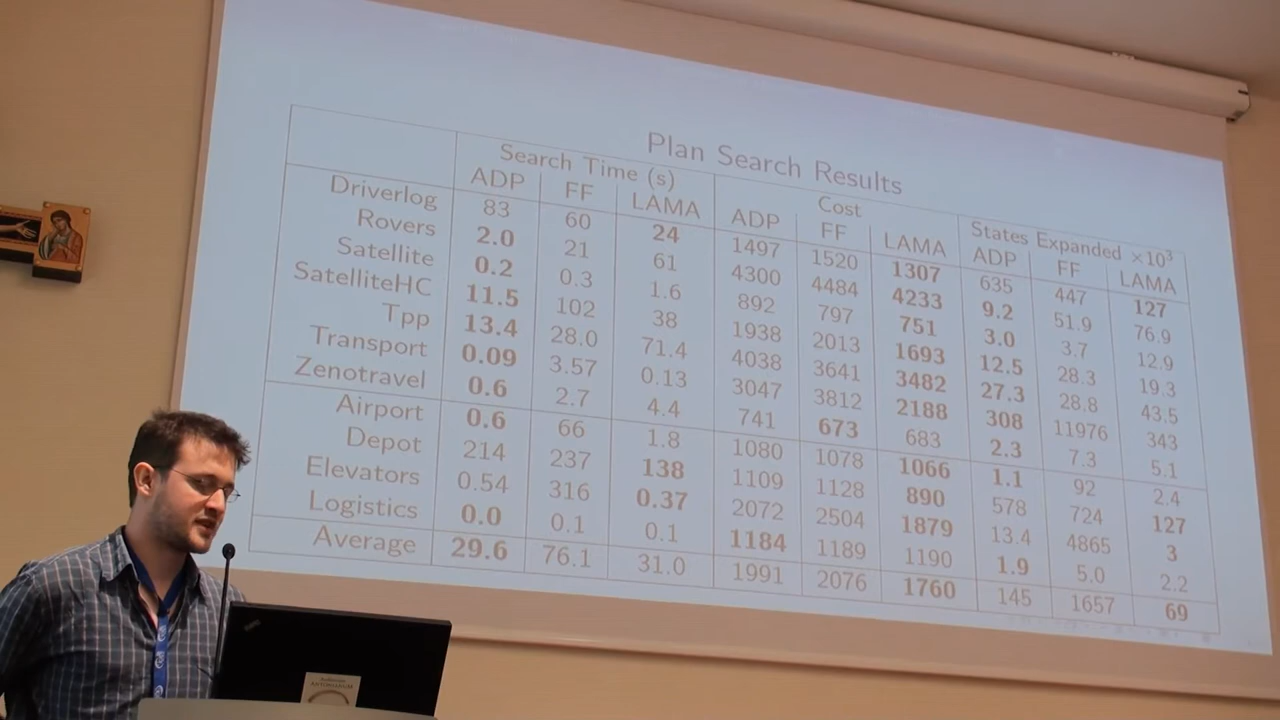 Plan Search Results
Search Time (s) Cost States Expanded ×10³
ADP FF LAMA ADP FF LAMA ADP FF LAMA
Driverlog 83 60 24 1497 1520 1307 635 447 127
Rovers 2.0 21 61 4300 4484 4233 9.2 51.9 76.9
Satellite 0.2 0.3 1.6 892 797 751 3.0 3.7 12.9
SatelliteHC 11.5 102 38 1938 2013 1693 12.5 28.3 19.3
Tpp 13.4 28.0 71.4 4038 3641 3482 27.3 28.8 43.5
Transport 0.09 3.57 0.13 3047 3812 2188 308 11976 343
Zenotravel 0.6 2.7 4.4 741 673 683 2.3 7.3 5.1
Airport 0.6 66 1.8 1080 1078 1066 1.1 92 2.4
Depot 214 237 138 1109 1128 890 578 724 127
Elevators 0.54 316 0.37 2072 2504 1879 13.4 4865 3
Logistics 0.0 0.1 0.1 1184 1189 1190 1.9 5.0 2.2
Average 29.6 76.1 31.0 1991 2076 1760 145 1657 69